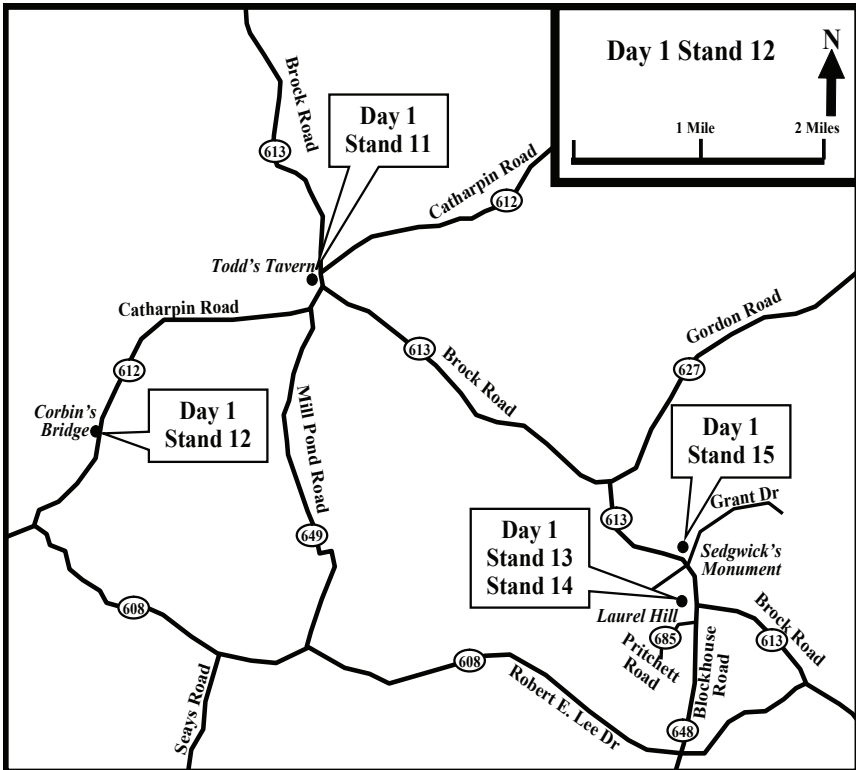 Day 1 Stand 12
N
1 Mile
2 Miles
Brock Road
613
Day 1
Stand 11
Catharpin Road
612
Todd's Tavern
Catharpin Road
612
Corbin's
Bridge
Day 1
Stand 12
Mill Pond Road
649
613
Brock Road
Gordon Road
627
Day 1
Stand 15
Grant Dr
613
Sedgwick's
Monument
Day 1
Stand 13
Stand 14
Laurel Hill
685
Pritchett
Road
Blockhouse
Road
Brock Road
613
608
Seays Road
608
Robert E. Lee Dr
648